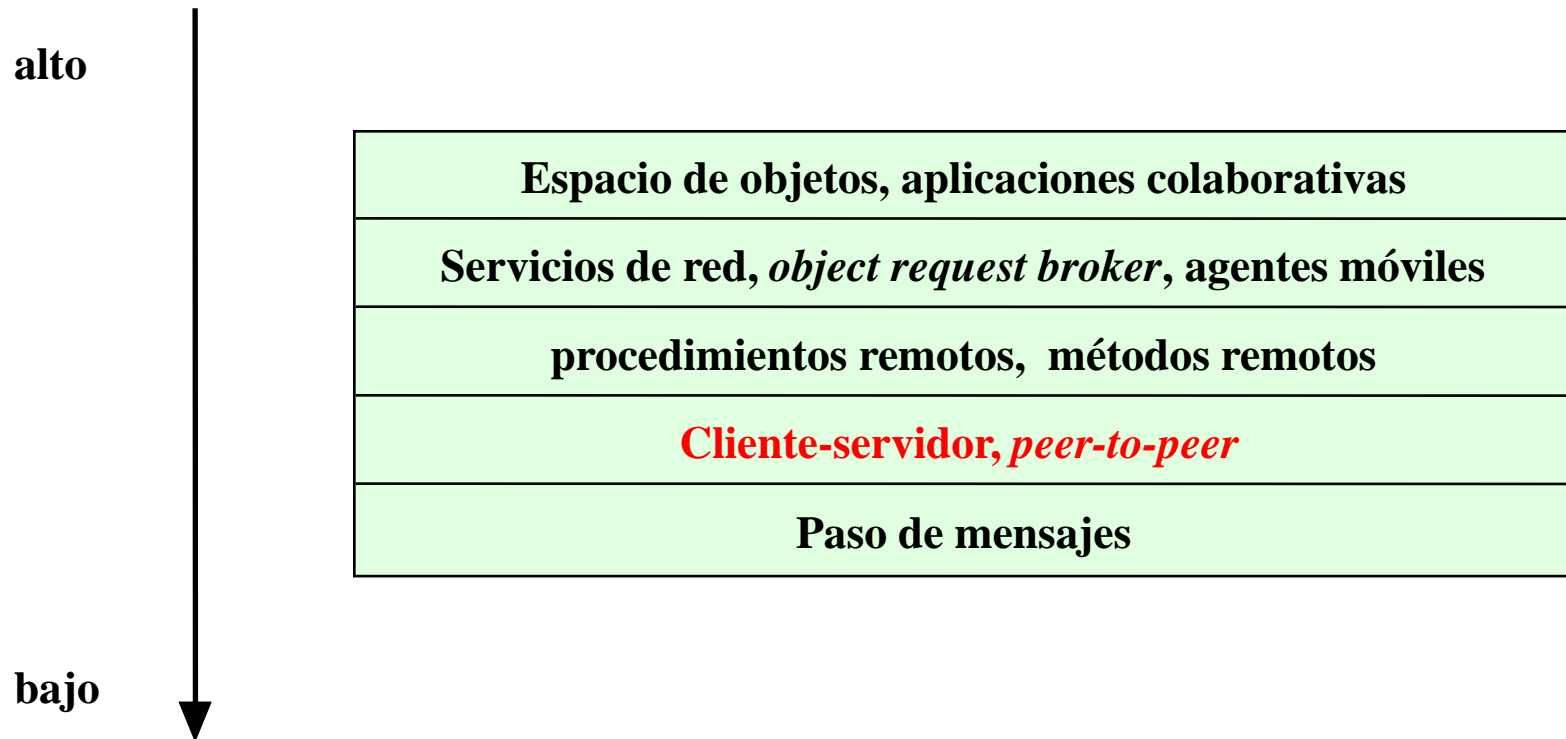 alto
Espacio de objetos, aplicaciones colaborativas
Servicios de red, object request broker, agentes móviles
procedimientos remotos, métodos remotos
Cliente-servidor, peer-to-peer
Paso de mensajes
bajo